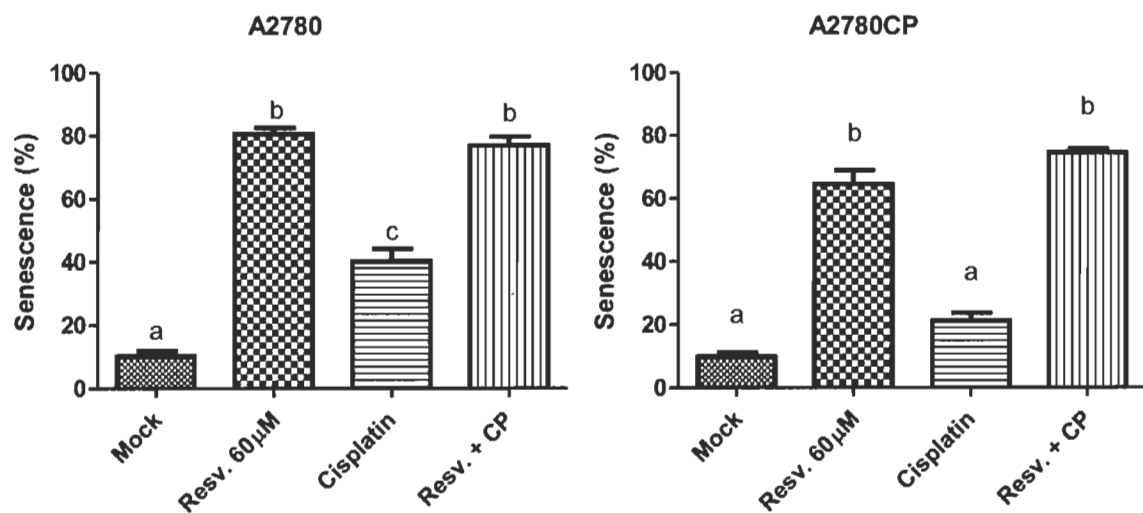 A2780
Senescence (%)
100
80
60
40
20
0
a
b
c
b
Mock
Resv. 60µM
Cisplatin
Resv. + CP
A2780CP
Senescence (%)
100
80
60
40
20
0
a
b
a
b
Mock
Resv. 60µM
Cisplatin
Resv. + CP